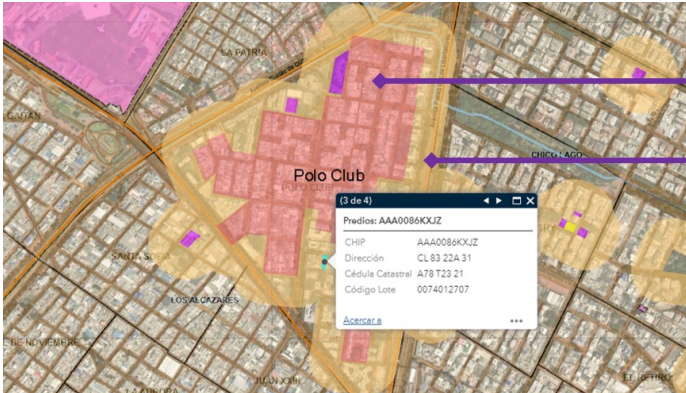 LA PATRIA
GAITAN
CHICO LAGO
Polo Club
POLO CLUB
(3 de 4)
Predios: AAA0086KXJZ
CHIP AAA0086KXJZ
Dirección CL 83 22A 31
Cédula Catastral A78 T23 21
Código Lote 0074012707
Acercar a
SANTA SOFIA
LOS ALCAZARES
E DE NOVIEMBRE
JUAN XXIII
EL RETIRO
LA AURORA